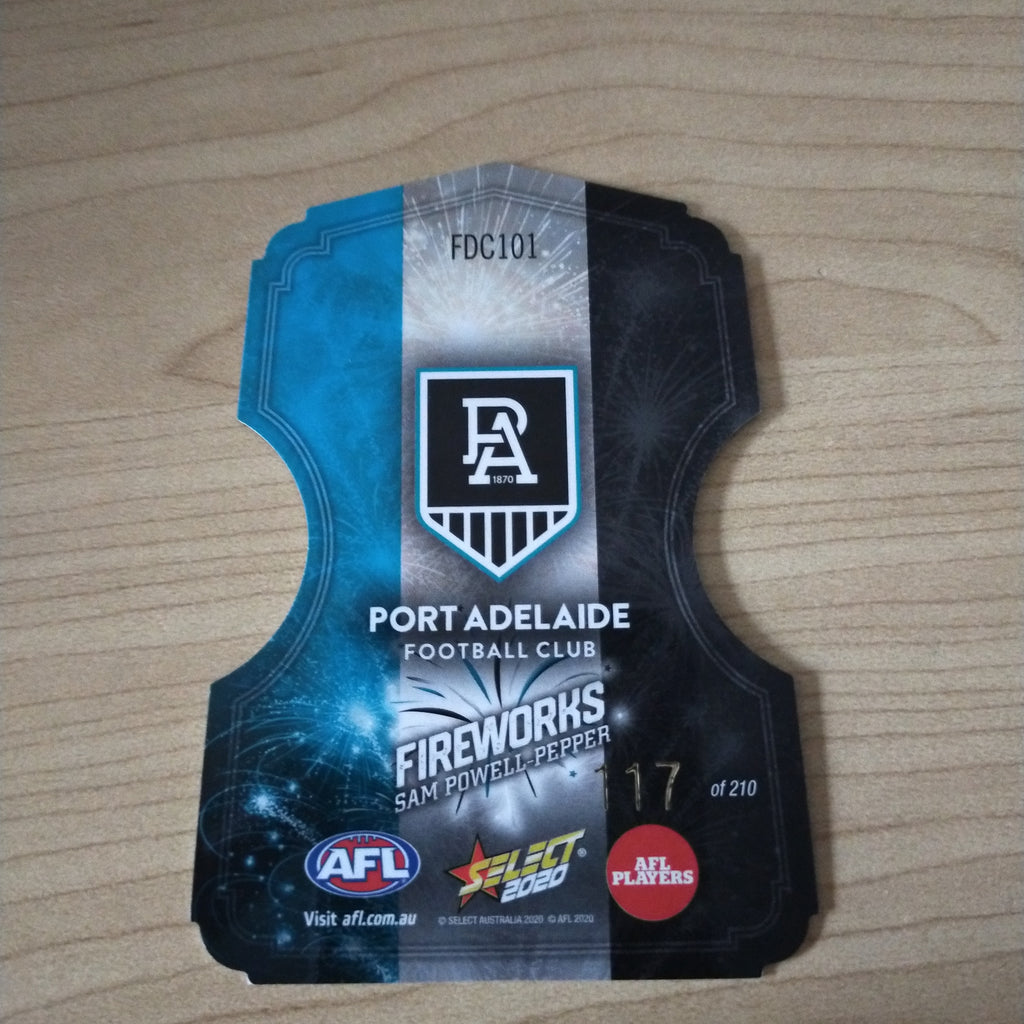 FDC101
PA
1870
PORT ADELAIDE
FOOTBALL CLUB
FIREWORKS
SAM POWELL-PEPPER
117 of 210
AFL
Visit afl.com.au
SELECT®
2020
© SELECT AUSTRALIA 2020 © AFL 2020
AFL
PLAYERS